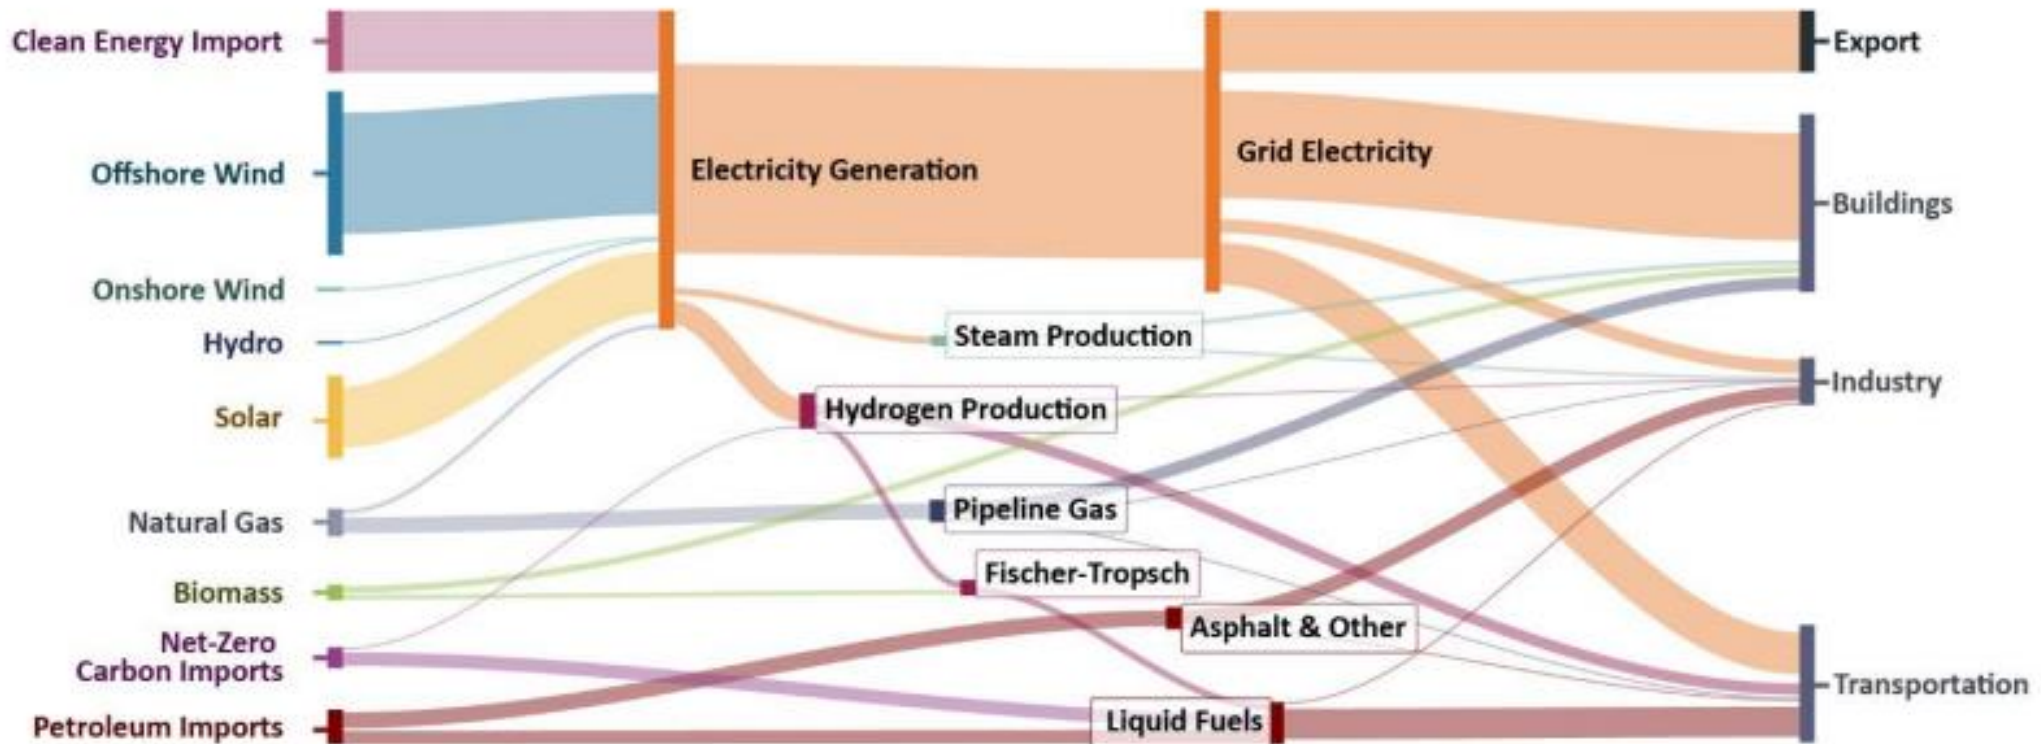 Clean Energy Import
Offshore Wind
Onshore Wind
Hydro
Solar
Natural Gas
Biomass
Net-Zero
Carbon Imports
Petroleum Imports
Electricity Generation
Steam Production
Hydrogen Production
Pipeline Gas
Fischer-Tropsch
Asphalt & Other
Liquid Fuels
Grid Electricity
Export
Buildings
Industry
Transportation